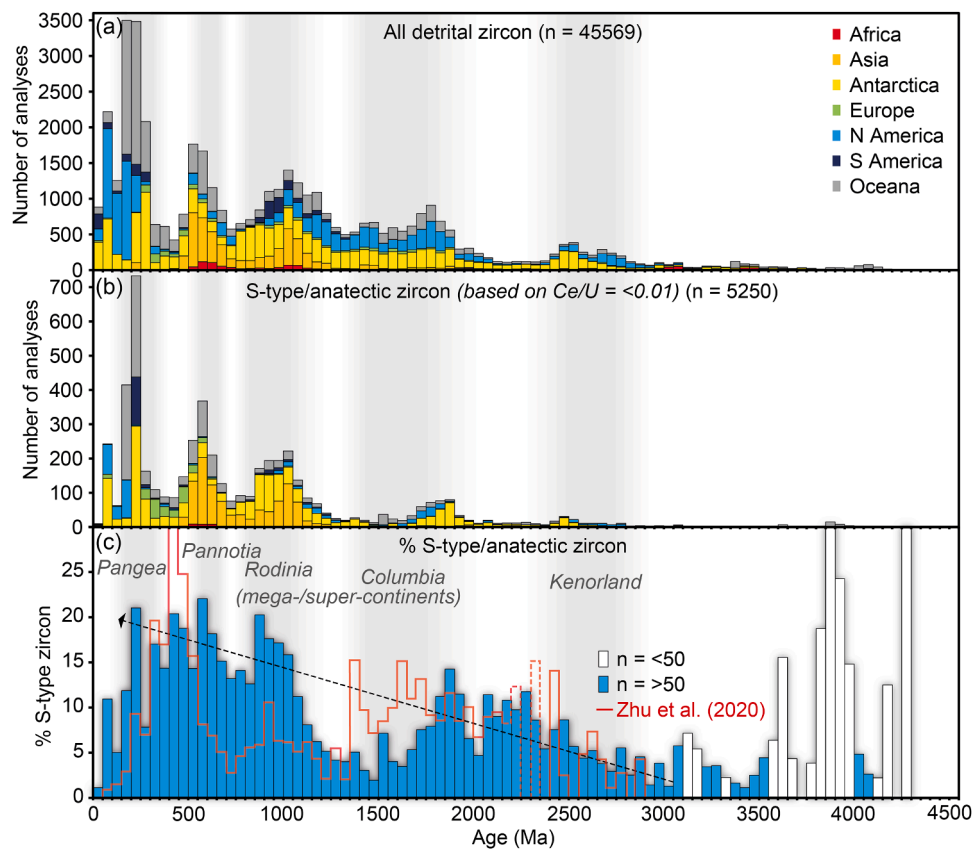 (a) All detrital zircon (n = 45569)
Number of analyses
3500
3000
2500
2000
1500
1000
500
0
Africa
Asia
Antarctica
Europe
N America
S America
Oceana
(b) S-type/anatectic zircon (based on Ce/U = <0.01) (n = 5250)
Number of analyses
700
600
500
400
300
200
100
0
(c) % S-type/anatectic zircon
% S-type zircon
25
20
15
10
5
0
Pangea
Pannotia
Rodinia
Columbia
(mega-/super-continents)
Kenorland
n = <50
n = >50
Zhu et al. (2020)
0 500 1000 1500 2000 2500 3000 3500 4000 4500
Age (Ma)